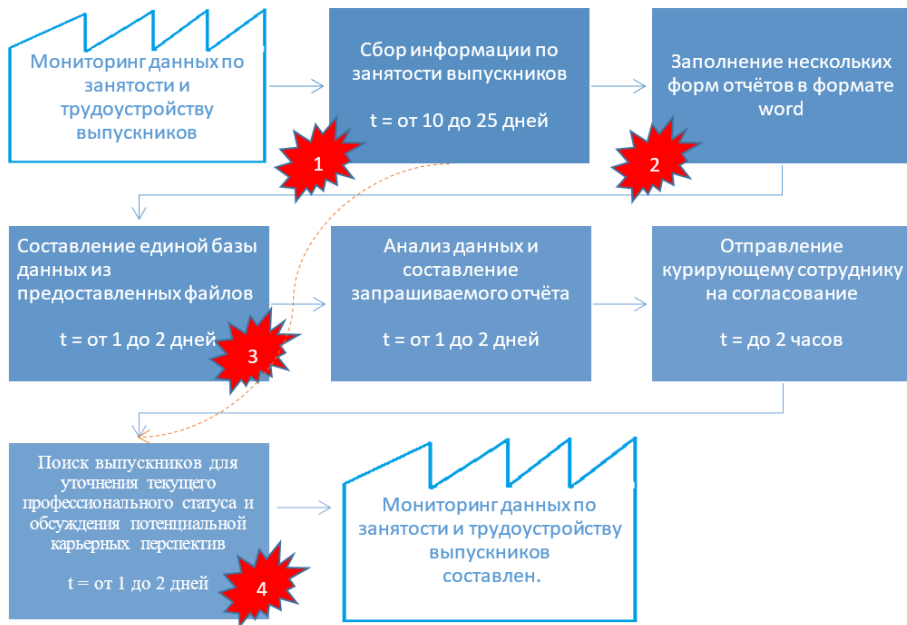 Мониторинг данных по
занятости и
трудоустройству
выпускников
1
Сбор информации по
занятости выпускников
t = от 10 до 25 дней
2
Заполнение нескольких
форм отчётов в формате
word
Составление единой базы
данных из
предоставленных файлов
t = от 1 до 2 дней
3
Анализ данных и
составление
запрашиваемого отчёта
t = от 1 до 2 дней
Отправление
курирующему сотруднику
на согласование
t = до 2 часов
Поиск выпускников для
уточнения текущего
профессионального статуса и
обсуждения потенциальной
карьерных перспектив
t = от 1 до 2 дней
4
Мониторинг данных по
занятости и трудоустройству
выпускников
составлен.